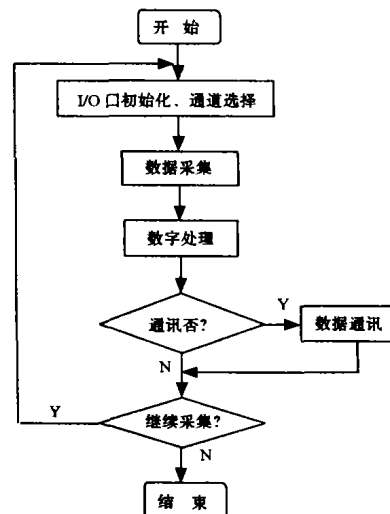 开 始
I/O 口初始化、通道选择
数据采集
数字处理
通讯否?
Y
数据通讯
N
Y
继续采集?
N
结 束